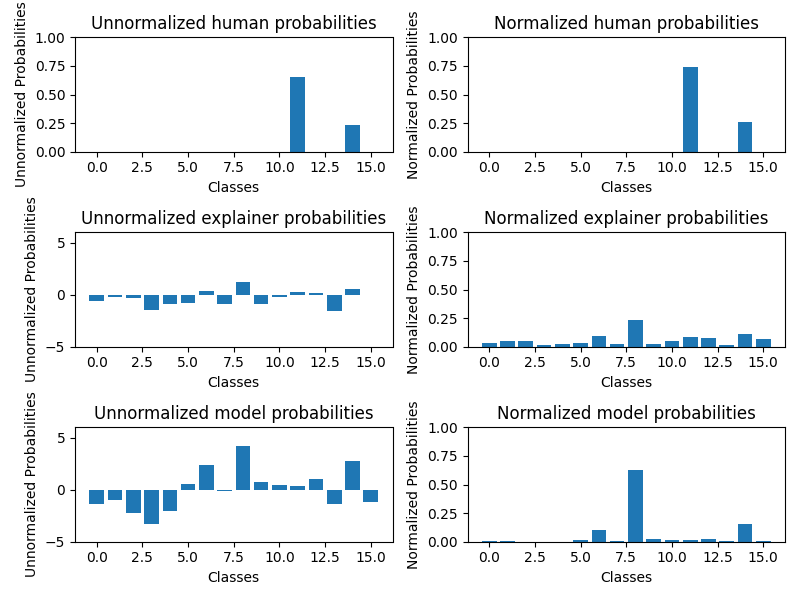 Unnormalized human probabilities
Unnormalized Probabilities
1.00
0.75
0.50
0.25
0.00
0.0 2.5 5.0 7.5 10.0 12.5 15.0
Classes
Normalized human probabilities
Normalized Probabilities
1.00
0.75
0.50
0.25
0.00
0.0 2.5 5.0 7.5 10.0 12.5 15.0
Classes
Unnormalized explainer probabilities
Unnormalized Probabilities
5
0
−5
0.0 2.5 5.0 7.5 10.0 12.5 15.0
Classes
Normalized explainer probabilities
Normalized Probabilities
1.00
0.75
0.50
0.25
0.00
0.0 2.5 5.0 7.5 10.0 12.5 15.0
Classes
Unnormalized model probabilities
Unnormalized Probabilities
5
0
−5
0.0 2.5 5.0 7.5 10.0 12.5 15.0
Classes
Normalized model probabilities
Normalized Probabilities
1.00
0.75
0.50
0.25
0.00
0.0 2.5 5.0 7.5 10.0 12.5 15.0
Classes